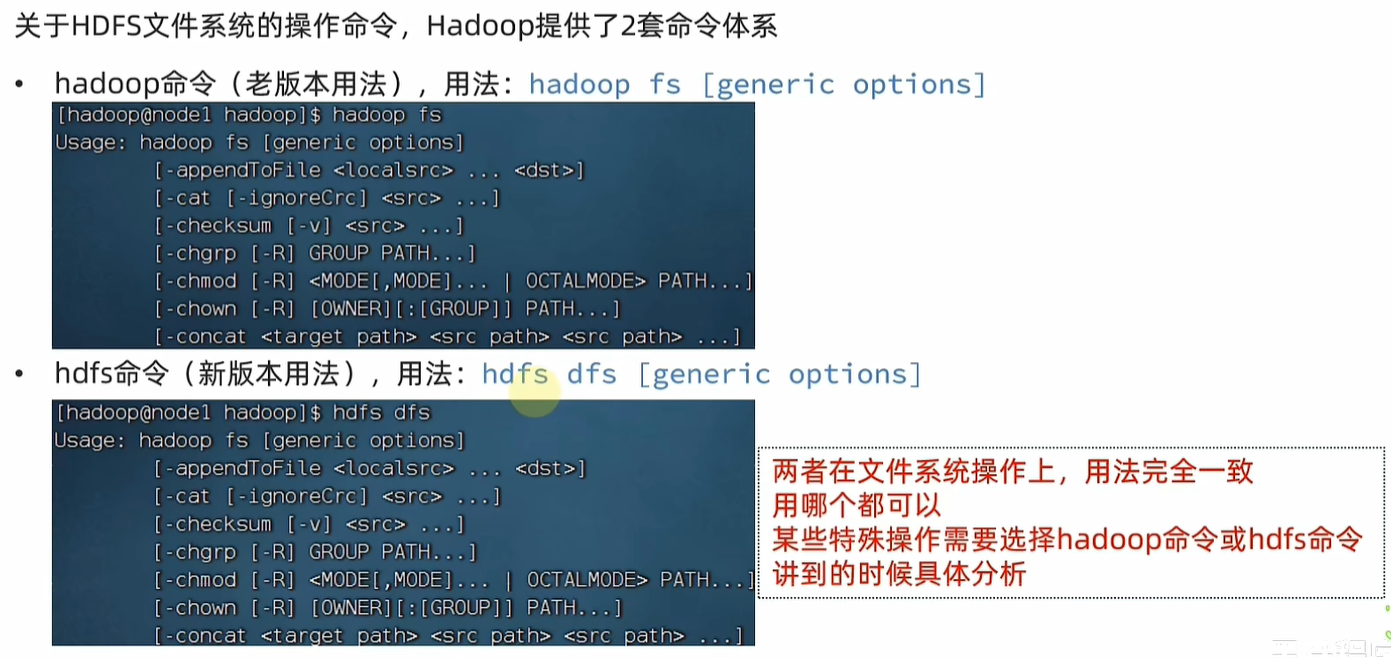 关于HDFS文件系统的操作命令，Hadoop提供了2套命令体系
• hadoop命令（老版本用法），用法：hadoop fs [generic options]
[hadoop@node1 hadoop]$ hadoop fs
Usage: hadoop fs [generic options]
[-appendToFile <localsrc> ... <dst>]
[-cat [-ignoreCrc] <src> ...]
[-checksum [-v] <src> ...]
[-chgrp [-R] GROUP PATH...]
[-chmod [-R] <MODE[,MODE]... | OCTALMODE> PATH...]
[-chown [-R] [OWNER][:[GROUP]] PATH...]
[-concat <target path> <src path> <src path> ...]
• hdfs命令（新版本用法），用法：hdfs dfs [generic options]
[hadoop@node1 hadoop]$ hdfs dfs
Usage: hadoop fs [generic options]
[-appendToFile <localsrc> ... <dst>]
[-cat [-ignoreCrc] <src> ...]
[-checksum [-v] <src> ...]
[-chgrp [-R] GROUP PATH...]
[-chmod [-R] <MODE[,MODE]... | OCTALMODE> PATH...]
[-chown [-R] [OWNER][:[GROUP]] PATH...]
[-concat <target path> <src path> <src path> ...]
两者在文件系统操作上，用法完全一致
用哪个都可以
某些特殊操作需要选择hadoop命令或hdfs命令
讲到的时候具体分析